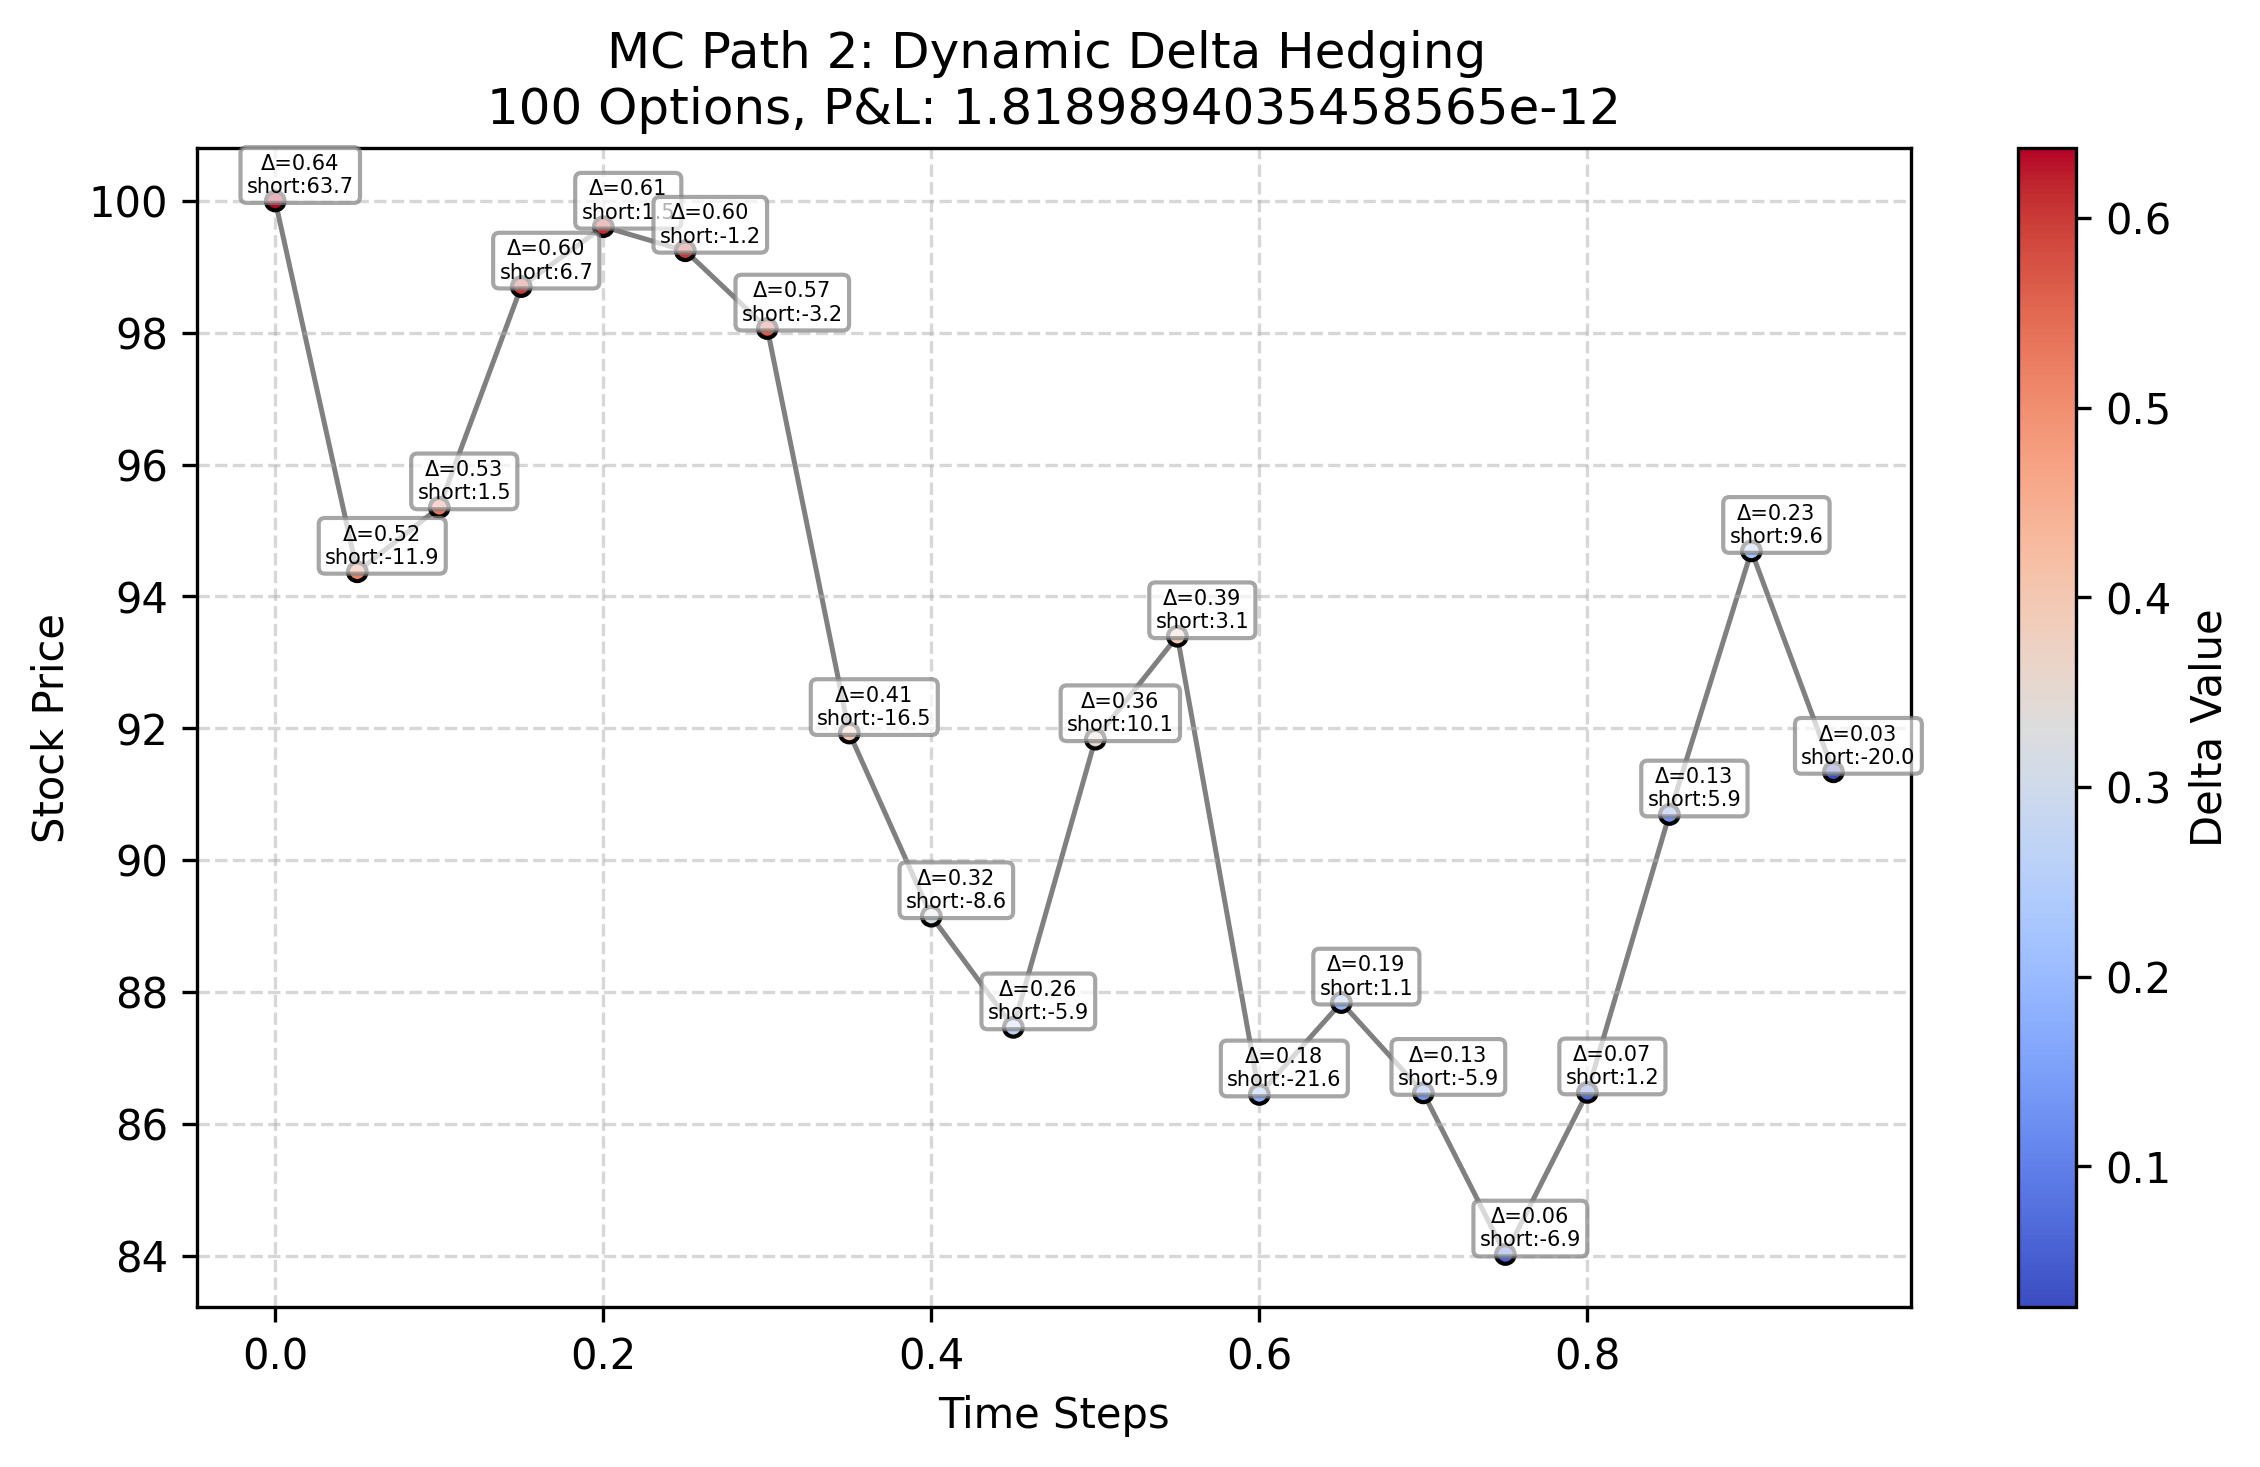 MC Path 2: Dynamic Delta Hedging
100 Options, P&L: 1.8189894035458565e-12
Δ=0.64
short:63.7
Δ=0.52
short:-11.9
Δ=0.53
short:1.5
Δ=0.60
short:6.7
Δ=0.61
short:1.5
Δ=0.60
short:-1.2
Δ=0.57
short:-3.2
Δ=0.41
short:-16.5
Δ=0.32
short:-8.6
Δ=0.26
short:-5.9
Δ=0.36
short:10.1
Δ=0.39
short:3.1
Δ=0.18
short:-21.6
Δ=0.19
short:1.1
Δ=0.13
short:-5.9
Δ=0.06
short:-6.9
Δ=0.07
short:1.2
Δ=0.13
short:5.9
Δ=0.23
short:9.6
Δ=0.03
short:-20.0
Stock Price
100
98
96
94
92
90
88
86
84
0.0
0.2
0.4
0.6
0.8
Time Steps
0.6
0.5
0.4
0.3
0.2
0.1
Delta Value